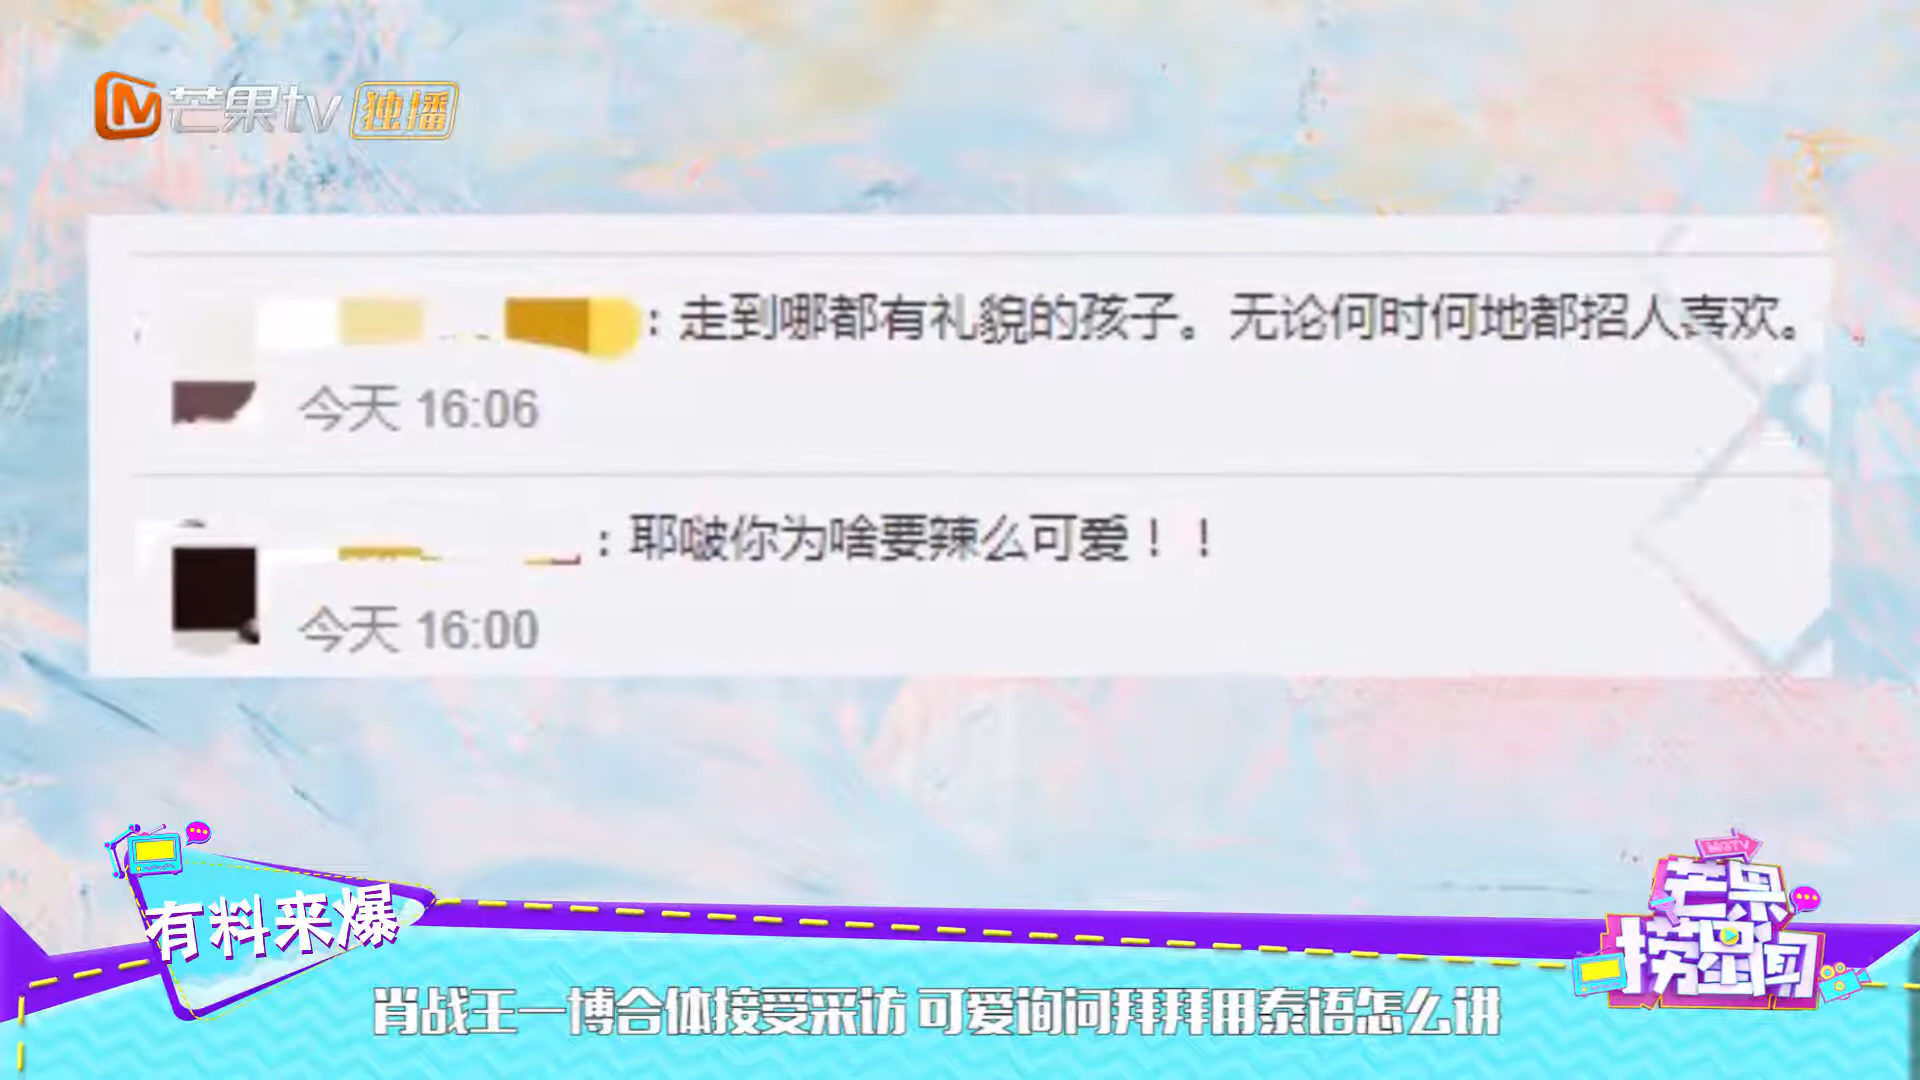 芒果tv 独播
：走到哪都有礼貌的孩子。无论何时何地都招人喜欢。
今天 16:06
：耶啵你为啥要辣么可爱！！
今天 16:00
有料来爆
MGTV
芒果
捞星闻
肖战王一博合体接受采访 可爱询问拜拜用泰语怎么讲